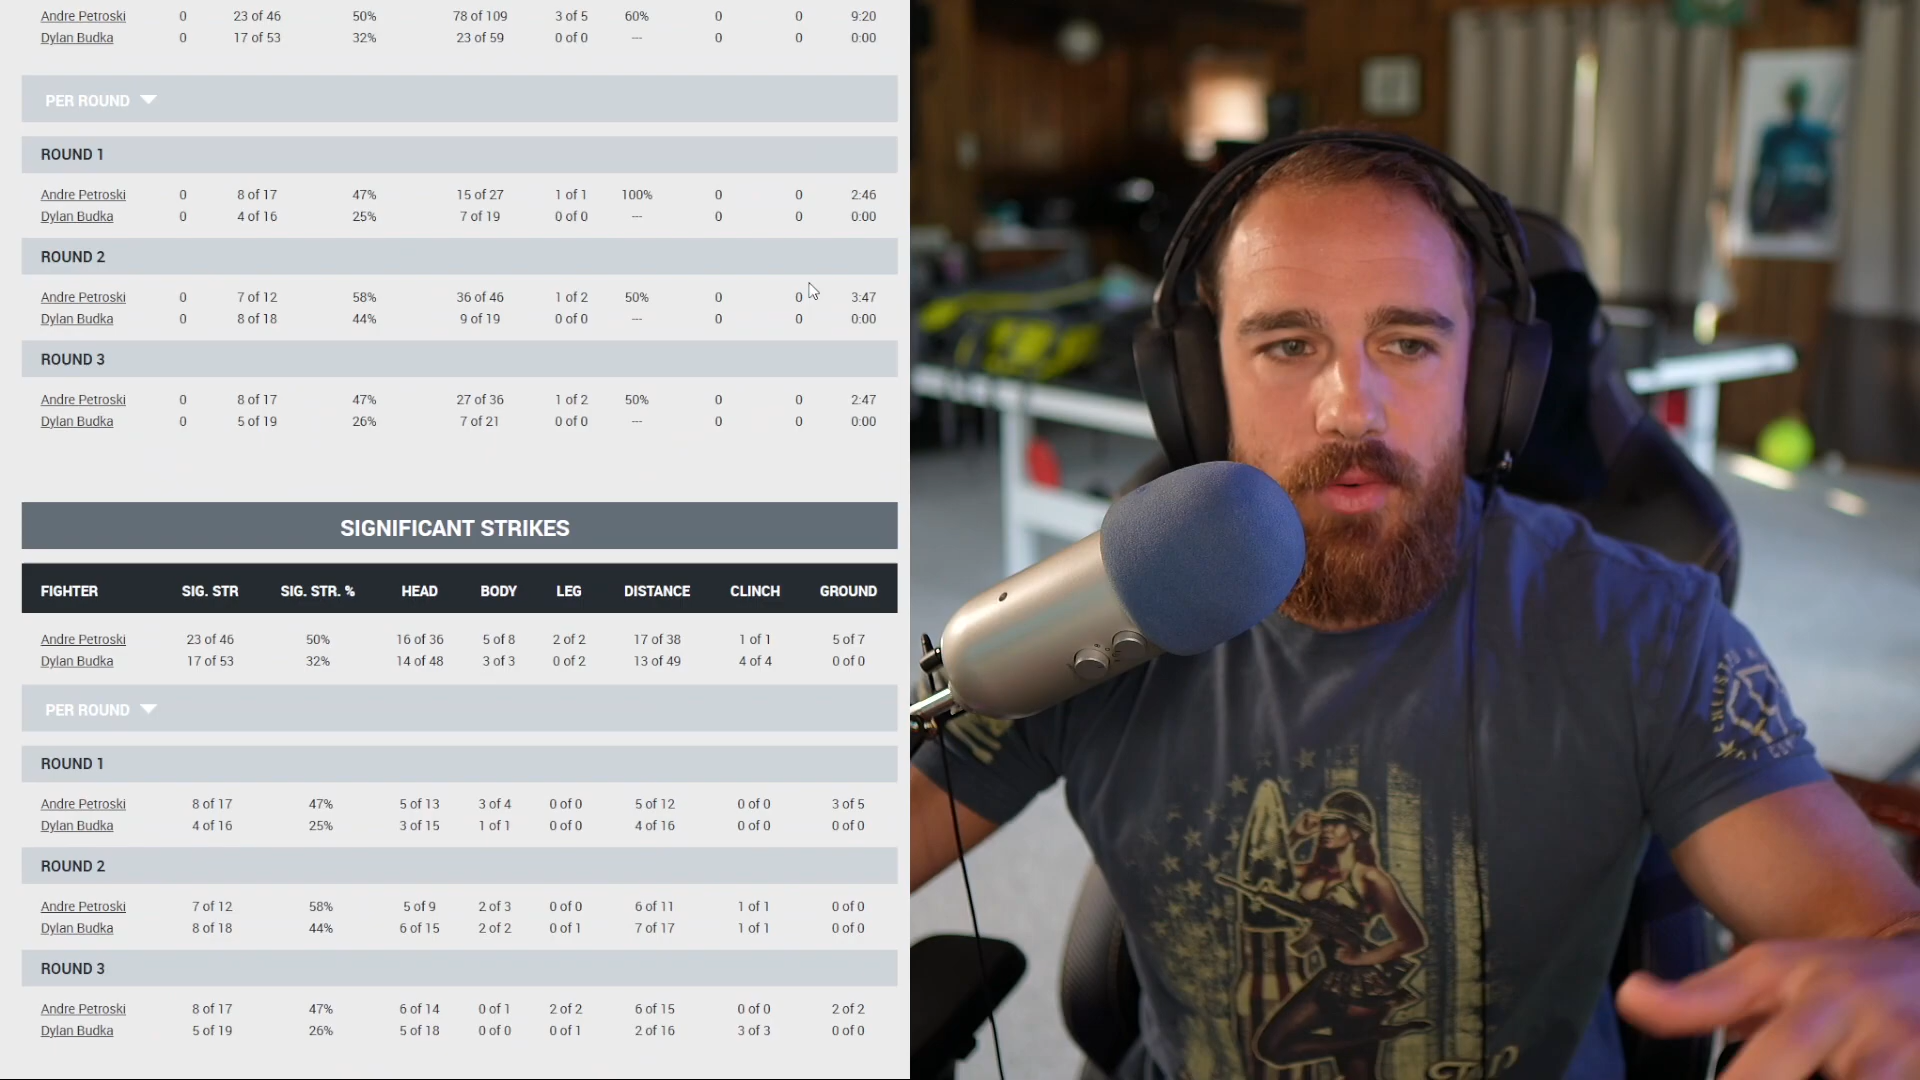 Andre Petroski 0 23 of 46 50% 78 of 109 3 of 5 60% 0 0 9:20
Dylan Budka 0 17 of 53 32% 23 of 59 0 of 0 --- 0 0 0:00
PER ROUND
ROUND 1
Andre Petroski 0 8 of 17 47% 15 of 27 1 of 1 100% 0 0 2:46
Dylan Budka 0 4 of 16 25% 7 of 19 0 of 0 --- 0 0 0:00
ROUND 2
Andre Petroski 0 7 of 12 58% 36 of 46 1 of 2 50% 0 0 3:47
Dylan Budka 0 8 of 18 44% 9 of 19 0 of 0 --- 0 0 0:00
ROUND 3
Andre Petroski 0 8 of 17 47% 27 of 36 1 of 2 50% 0 0 2:47
Dylan Budka 0 5 of 19 26% 7 of 21 0 of 0 --- 0 0 0:00
SIGNIFICANT STRIKES
FIGHTER SIG. STR SIG. STR. % HEAD BODY LEG DISTANCE CLINCH GROUND
Andre Petroski 23 of 46 50% 16 of 36 5 of 8 2 of 2 17 of 38 1 of 1 5 of 7
Dylan Budka 17 of 53 32% 14 of 48 3 of 3 0 of 2 13 of 49 4 of 4 0 of 0
PER ROUND
ROUND 1
Andre Petroski 8 of 17 47% 5 of 13 3 of 4 0 of 0 5 of 12 0 of 0 3 of 5
Dylan Budka 4 of 16 25% 3 of 15 1 of 1 0 of 0 4 of 16 0 of 0 0 of 0
ROUND 2
Andre Petroski 7 of 12 58% 5 of 9 2 of 3 0 of 0 6 of 11 1 of 1 0 of 0
Dylan Budka 8 of 18 44% 6 of 15 2 of 2 0 of 1 7 of 17 1 of 1 0 of 0
ROUND 3
Andre Petroski 8 of 17 47% 6 of 14 0 of 1 2 of 2 6 of 15 0 of 0 2 of 2
Dylan Budka 5 of 19 26% 5 of 18 0 of 0 0 of 1 2 of 16 3 of 3 0 of 0